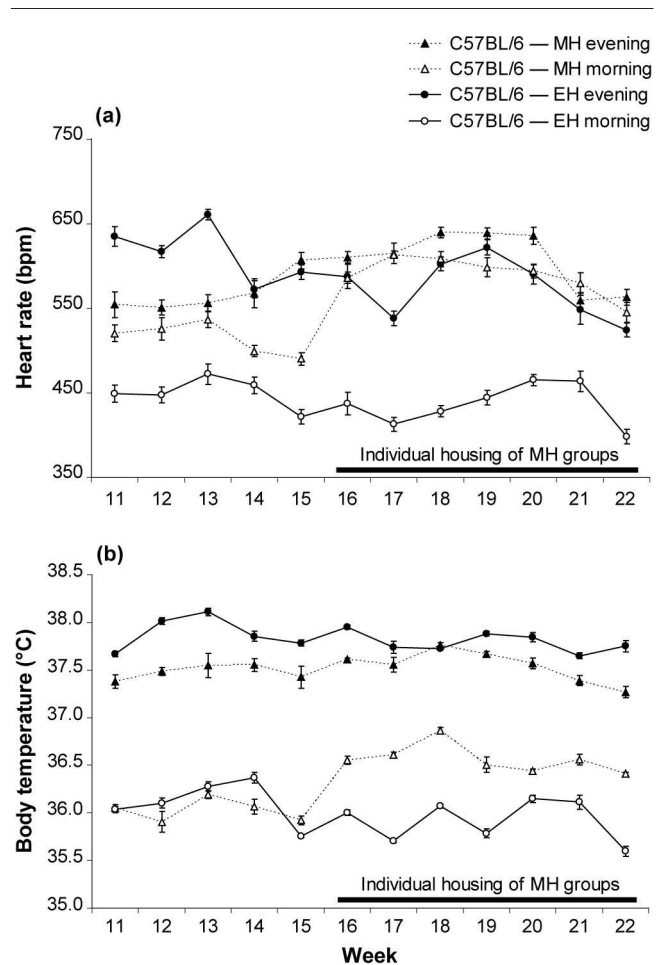 C57BL/6 — MH evening
C57BL/6 — MH morning
C57BL/6 — EH evening
C57BL/6 — EH morning
(a)
750
650
550
450
350
Heart rate (bpm)
Individual housing of MH groups
11 12 13 14 15 16 17 18 19 20 21 22
(b)
38.5
38.0
37.5
37.0
36.5
36.0
35.5
35.0
Body temperature (°C)
Individual housing of MH groups
11 12 13 14 15 16 17 18 19 20 21 22
Week